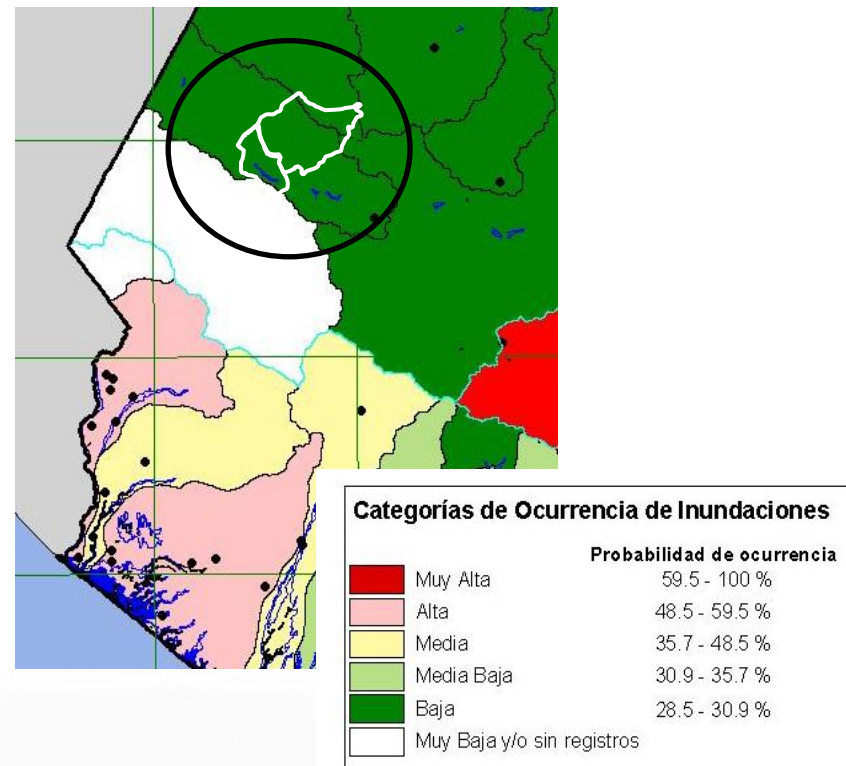 Categorías de Ocurrencia de Inundaciones
Probabilidad de ocurrencia
Muy Alta 59.5 - 100 %
Alta 48.5 - 59.5 %
Media 35.7 - 48.5 %
Media Baja 30.9 - 35.7 %
Baja 28.5 - 30.9 %
Muy Baja y/o sin registros